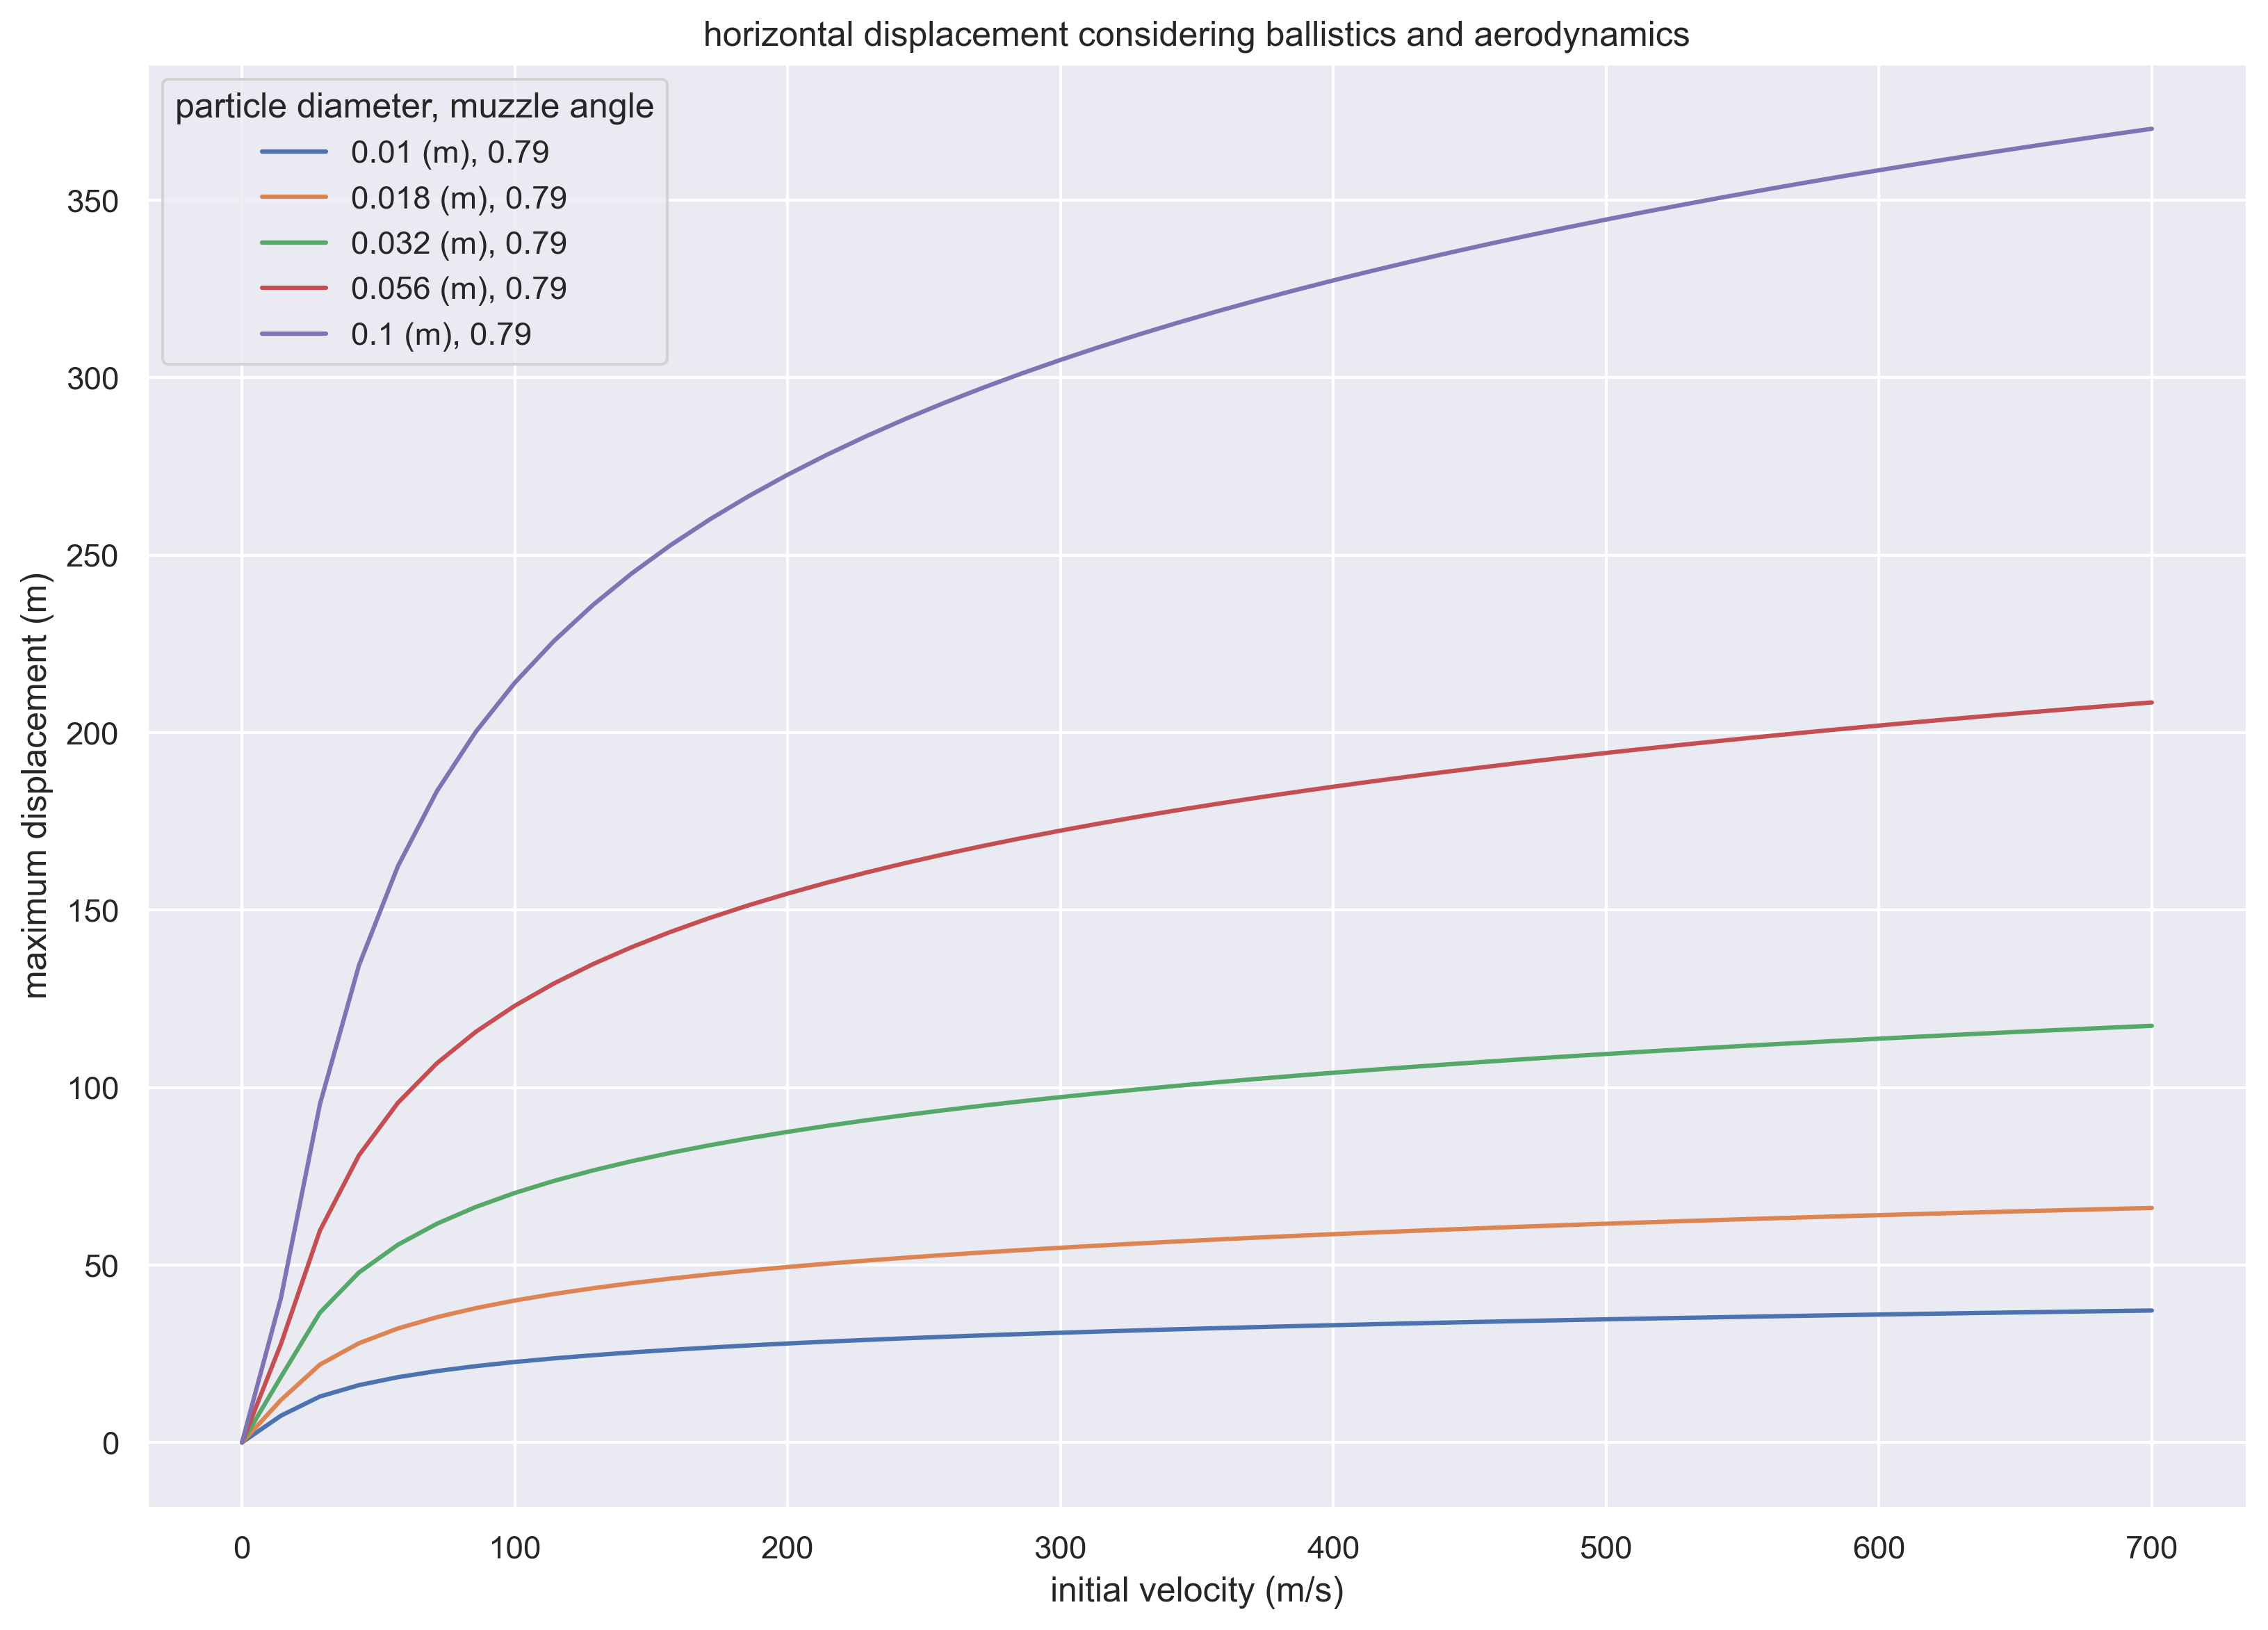 horizontal displacement considering ballistics and aerodynamics
particle diameter, muzzle angle
0.01 (m), 0.79
0.018 (m), 0.79
0.032 (m), 0.79
0.056 (m), 0.79
0.1 (m), 0.79
maximum displacement (m)
350
300
250
200
150
100
50
0
0 100 200 300 400 500 600 700
initial velocity (m/s)